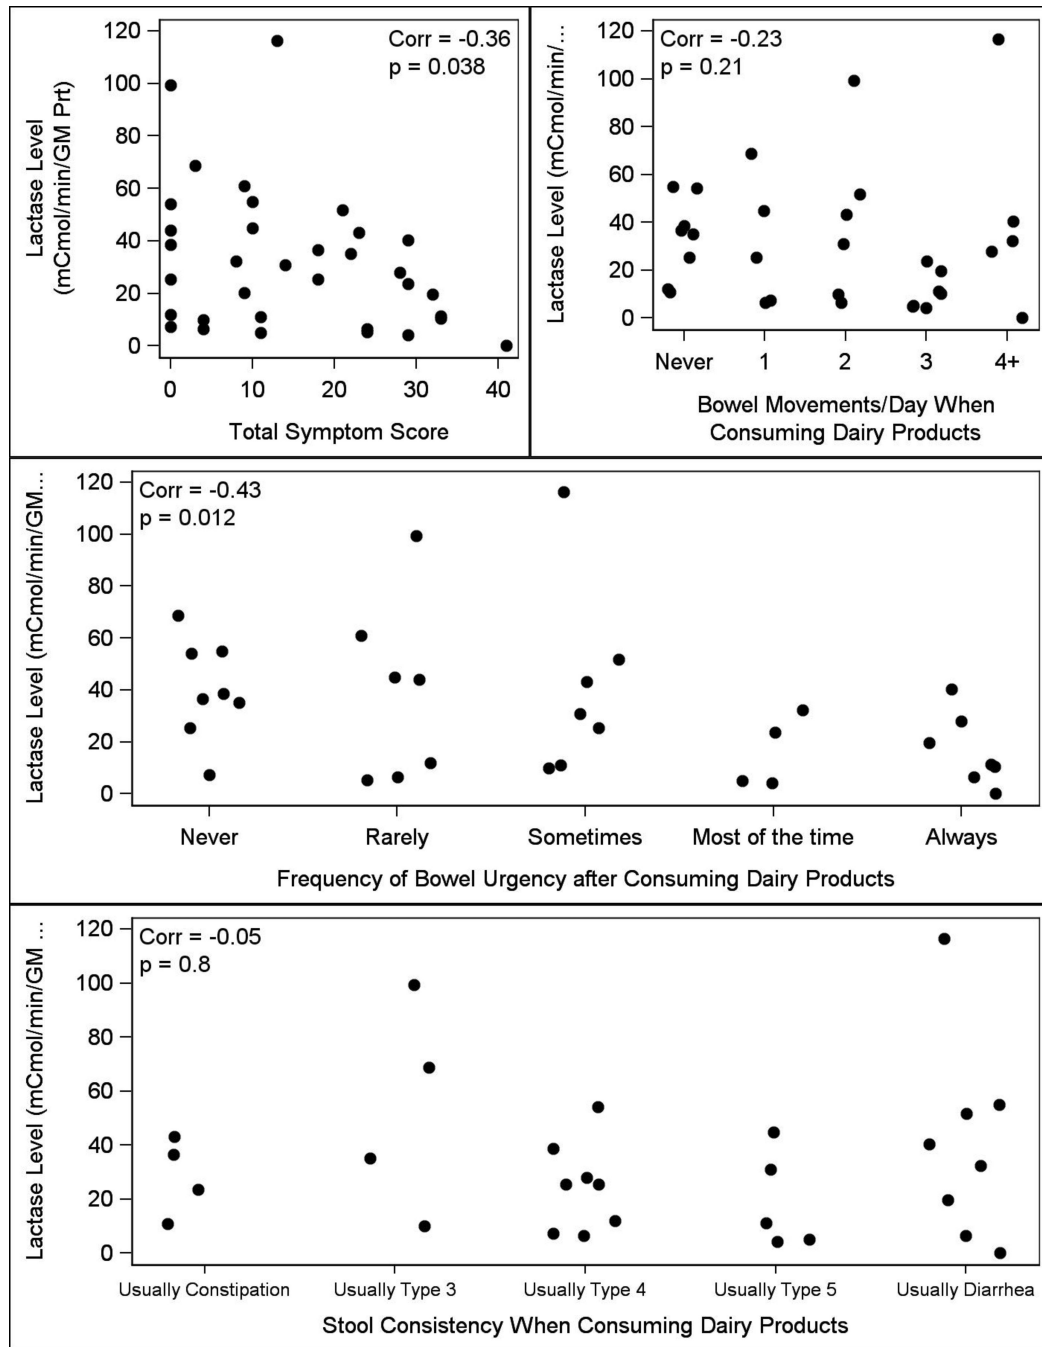 Lactase Level
(mCmol/min/GM Prt)
120
100
80
60
40
20
0
Corr = -0.36
p = 0.038
0 10 20 30 40
Total Symptom Score
Lactase Level (mCmol/min/...
120
100
80
60
40
20
0
Corr = -0.23
p = 0.21
Never 1 2 3 4+
Bowel Movements/Day When
Consuming Dairy Products
Lactase Level (mCmol/min/GM...
120
100
80
60
40
20
0
Corr = -0.43
p = 0.012
Never Rarely Sometimes Most of the time Always
Frequency of Bowel Urgency after Consuming Dairy Products
Lactase Level (mCmol/min/GM ...
120
100
80
60
40
20
0
Corr = -0.05
p = 0.8
Usually Constipation Usually Type 3 Usually Type 4 Usually Type 5 Usually Diarrhea
Stool Consistency When Consuming Dairy Products